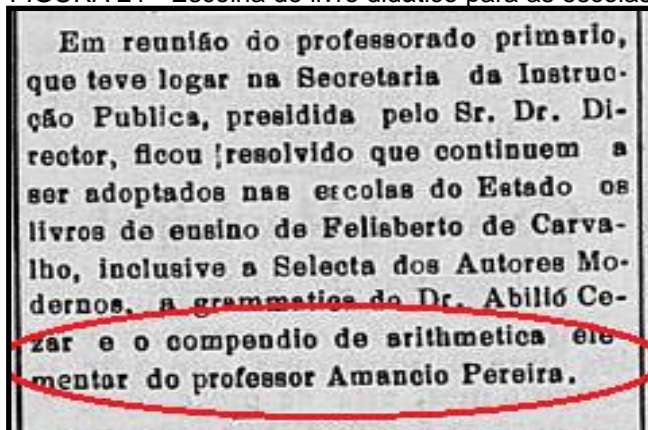 Em reunião do professorado primario,
que teve logar na Secretaria da Instruc-
ção Publica, presidida pelo Sr. Dr. Di-
rector, ficou resolvido que continuem a
ser adoptados nas escolas do Estado os
livros de ensino de Felisberto de Carva-
lho, inclusive a Selecta dos Autores Mo-
dernos, a grammatica do Dr. Abilio Ce-
zar e o compendio de arithmetica ele
mentar do professor Amancio Pereira.